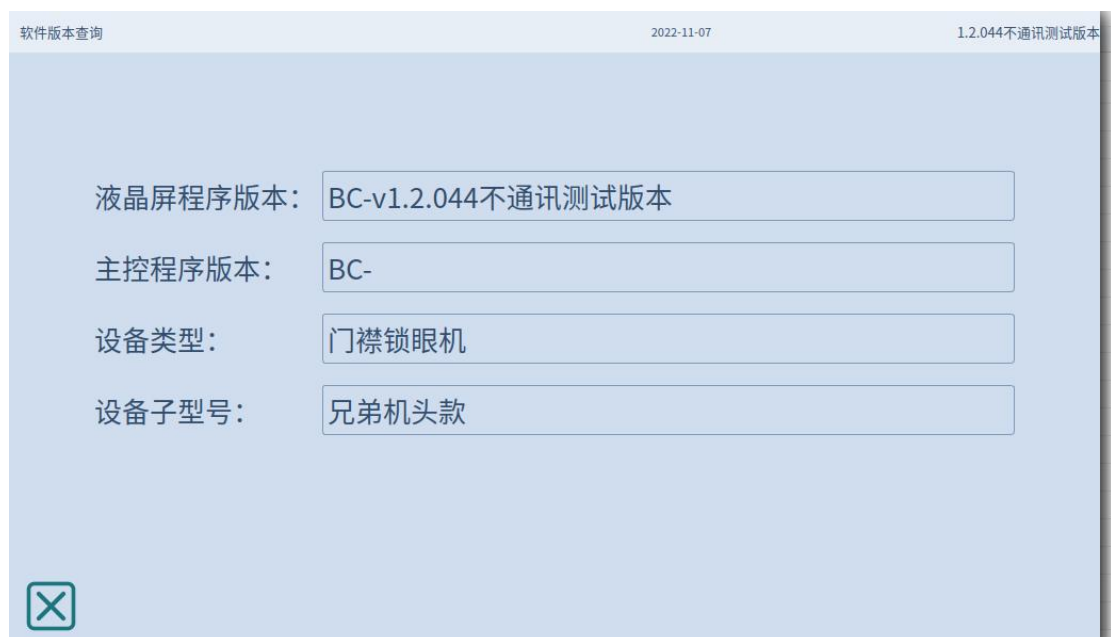 软件版本查询 2022-11-07 1.2.044不通讯测试版本
液晶屏程序版本： BC-v1.2.044不通讯测试版本
主控程序版本： BC-
设备类型： 门襟锁眼机
设备子型号： 兄弟机头款